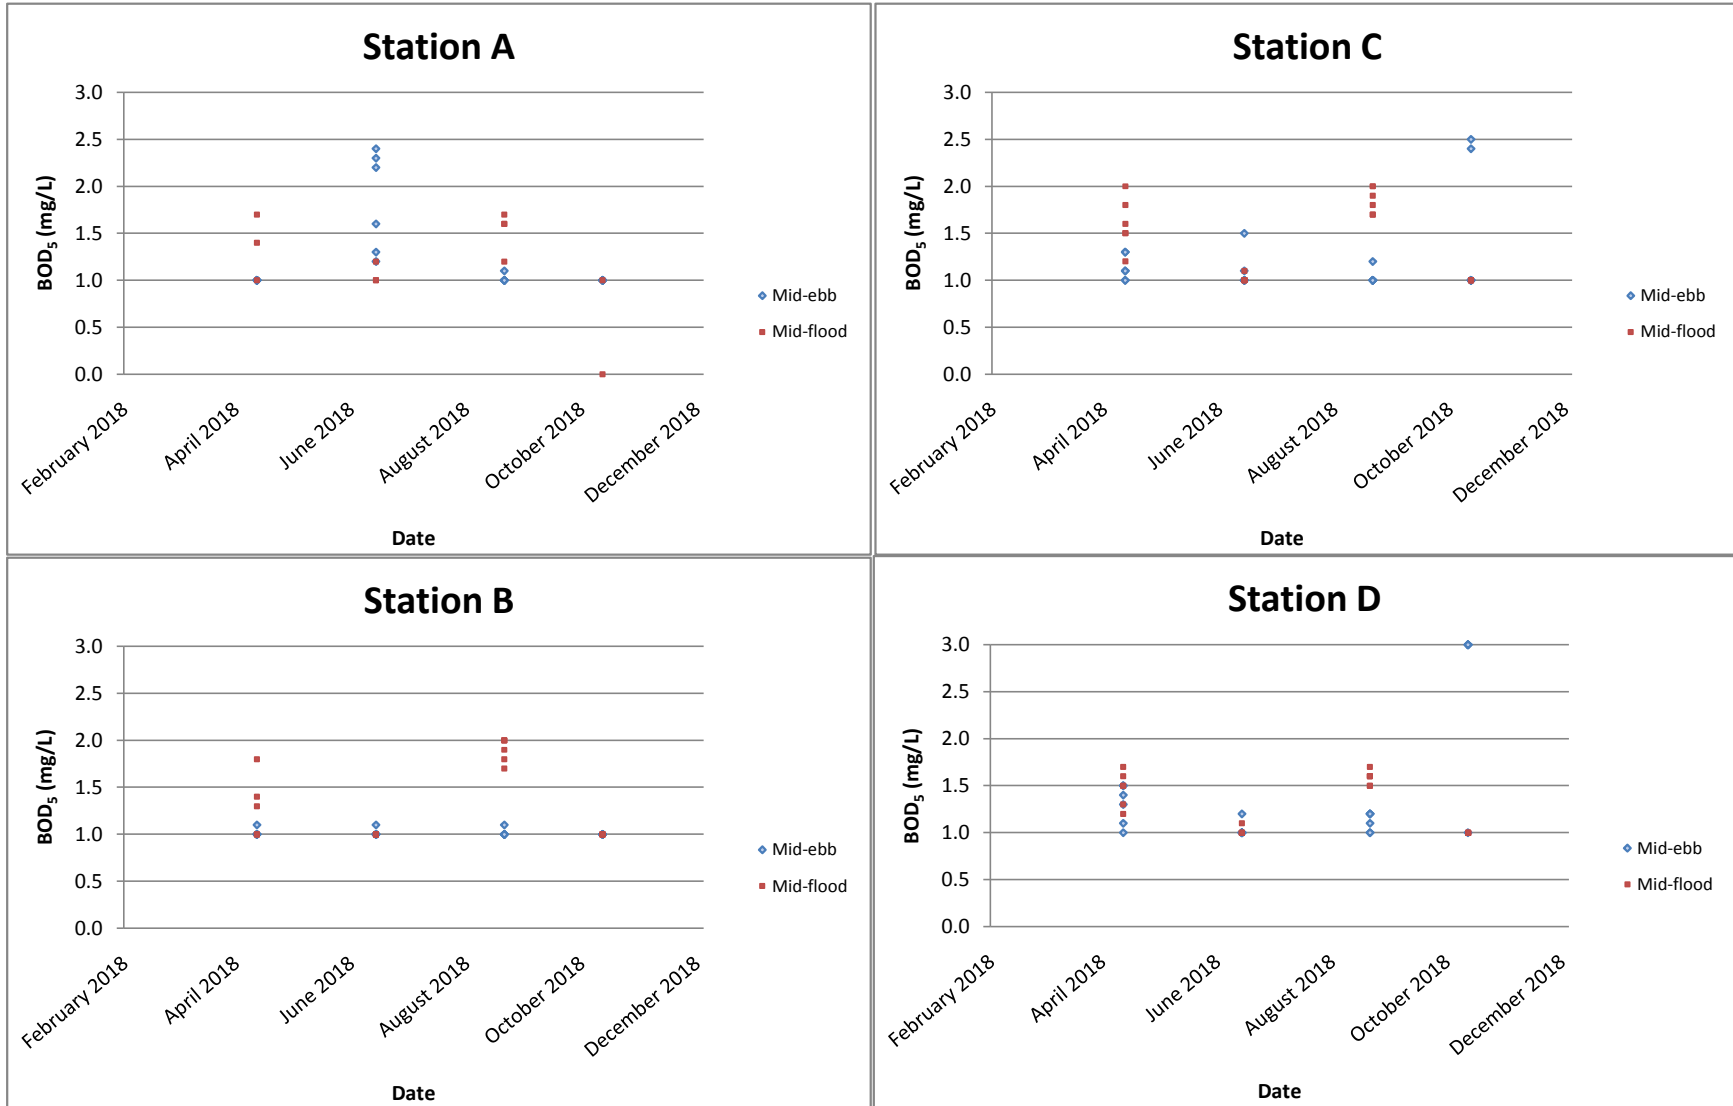 Station A
3.0
2.5
2.0
1.5
1.0
0.5
0.0
BOD5 (mg/L)
February 2018
April 2018
June 2018
August 2018
October 2018
December 2018
Date
Mid-ebb
Mid-flood
Station C
3.0
2.5
2.0
1.5
1.0
0.5
0.0
BOD5 (mg/L)
February 2018
April 2018
June 2018
August 2018
October 2018
December 2018
Date
Mid-ebb
Mid-flood
Station B
3.0
2.5
2.0
1.5
1.0
0.5
0.0
BOD5 (mg/L)
February 2018
April 2018
June 2018
August 2018
October 2018
December 2018
Date
Mid-ebb
Mid-flood
Station D
3.0
2.5
2.0
1.5
1.0
0.5
0.0
BOD5 (mg/L)
February 2018
April 2018
June 2018
August 2018
October 2018
December 2018
Date
Mid-ebb
Mid-flood